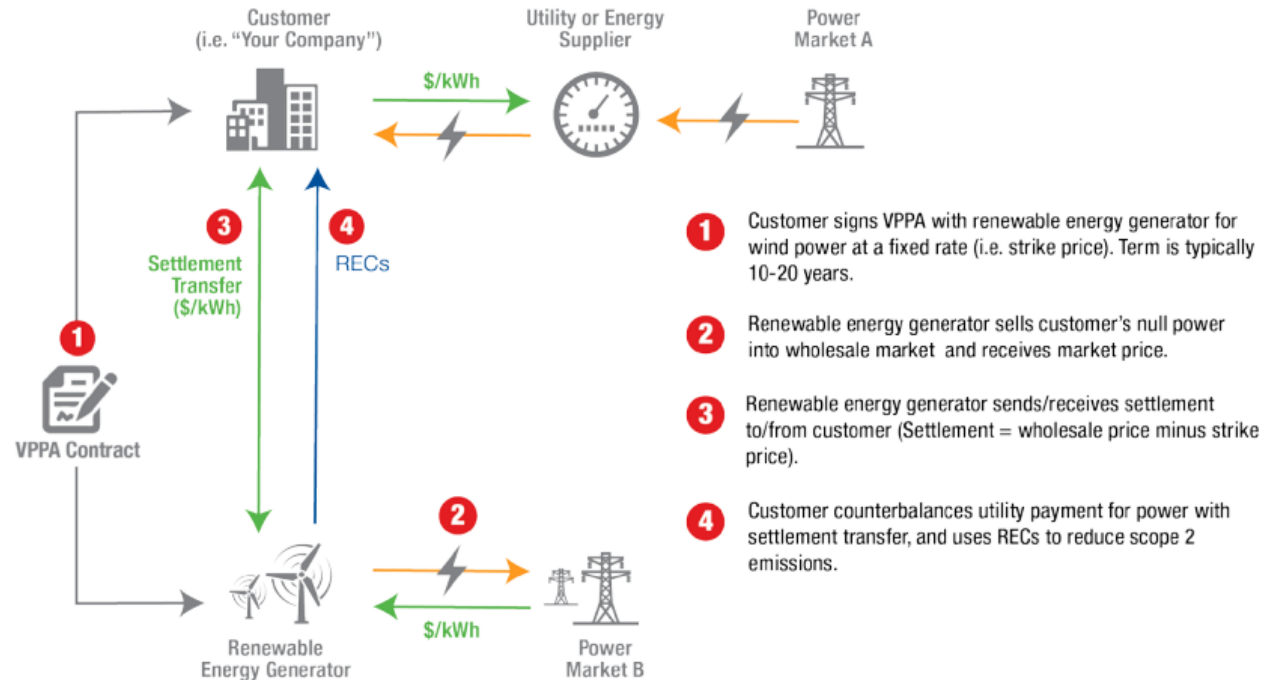 Customer
(i.e. “Your Company”)
Utility or Energy
Supplier
Power
Market A
$/kWh
3
4
Settlement
Transfer
($/kWh)
RECs
1
VPPA Contract
2
$/kWh
Renewable
Energy Generator
Power
Market B
1
Customer signs VPPA with renewable energy generator for
wind power at a fixed rate (i.e. strike price). Term is typically
10-20 years.
2
Renewable energy generator sells customer’s null power
into wholesale market and receives market price.
3
Renewable energy generator sends/receives settlement
to/from customer (Settlement = wholesale price minus strike
price).
4
Customer counterbalances utility payment for power with
settlement transfer, and uses RECs to reduce scope 2
emissions.